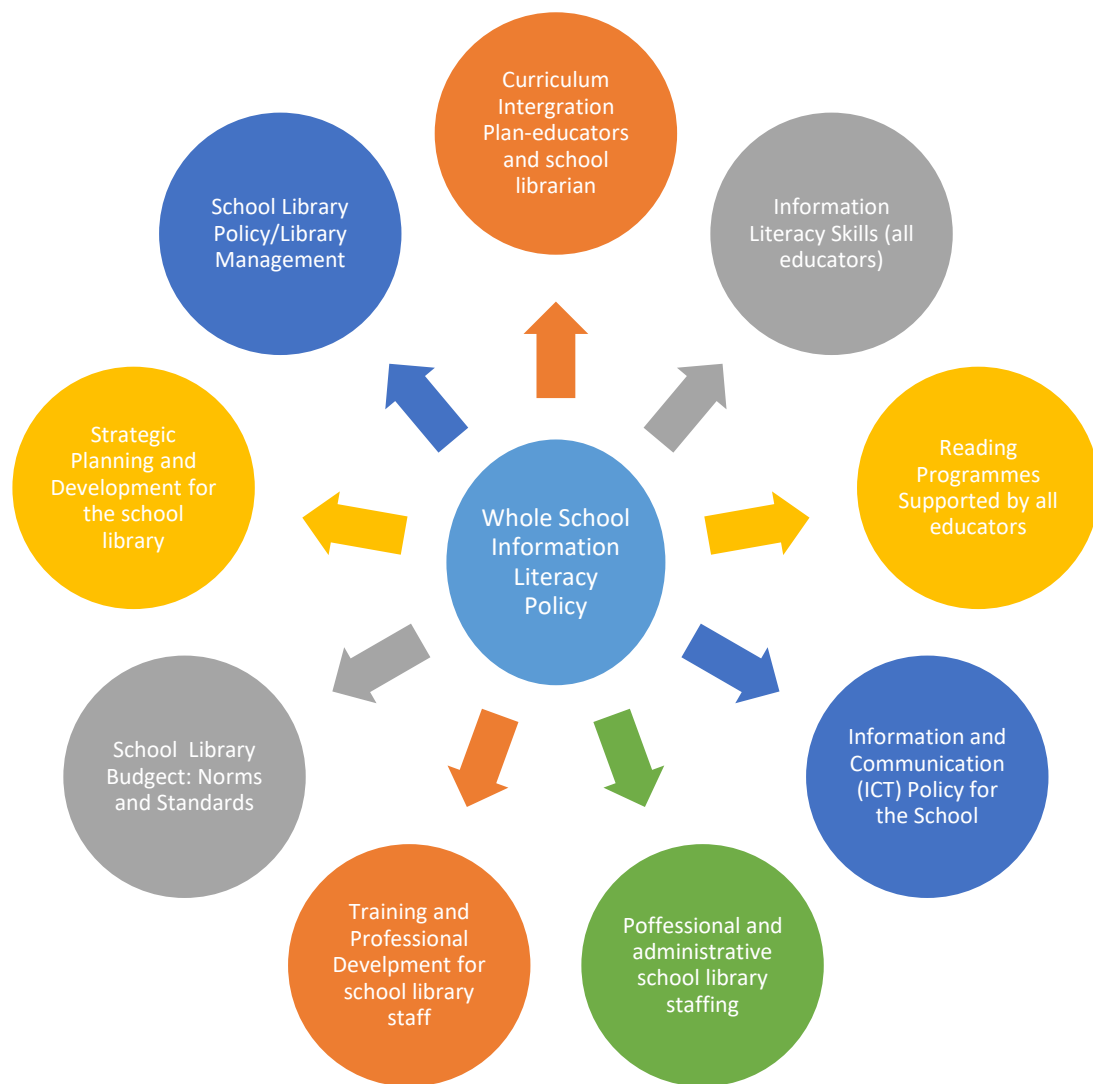 Curriculum
Intergration
Plan-educators
and school
librarian
Information
Literacy Skills (all
educators)
Reading
Programmes
Supported by all
educators
Information and
Communication
(ICT) Policy for
the School
Poffessional and
administrative
school library
staffing
Training and
Professional
Develpment for
school library
staff
School  Library
Budgect: Norms
and Standards
Strategic
Planning and
Development for
the school
library
School Library
Policy/Library
Management
Whole School
Information
Literacy
Policy